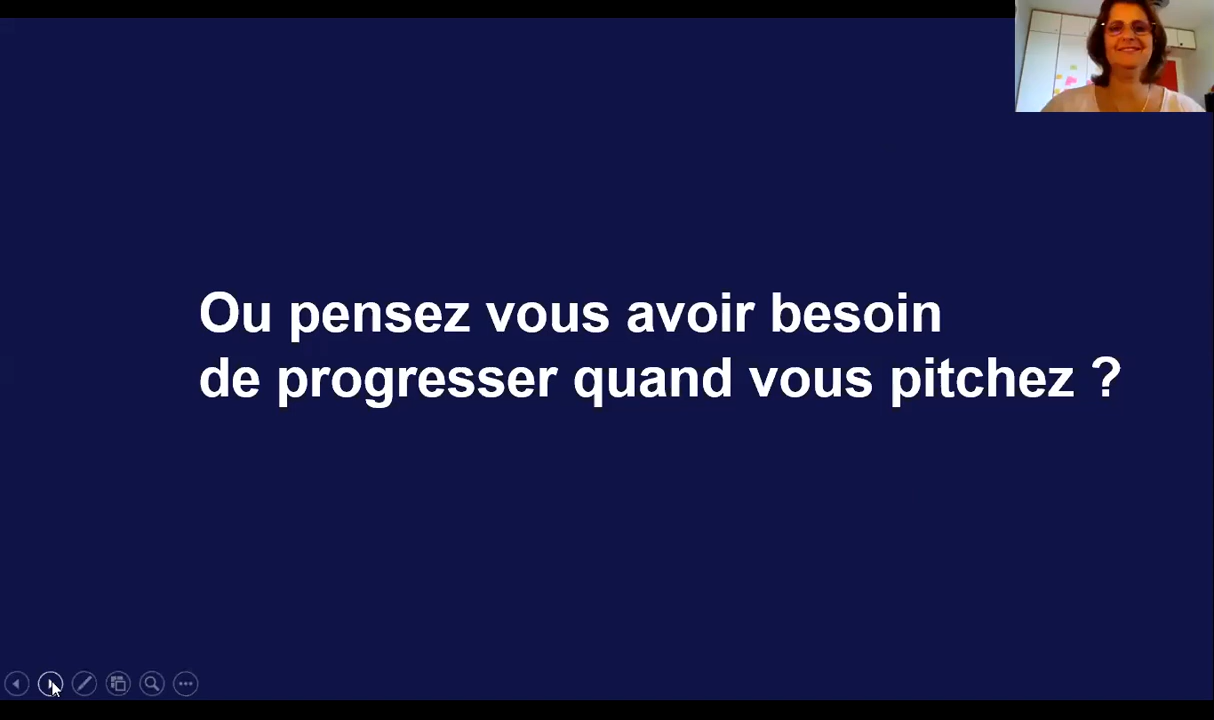 Ou pensez vous avoir besoin
de progresser quand vous pitchez ?